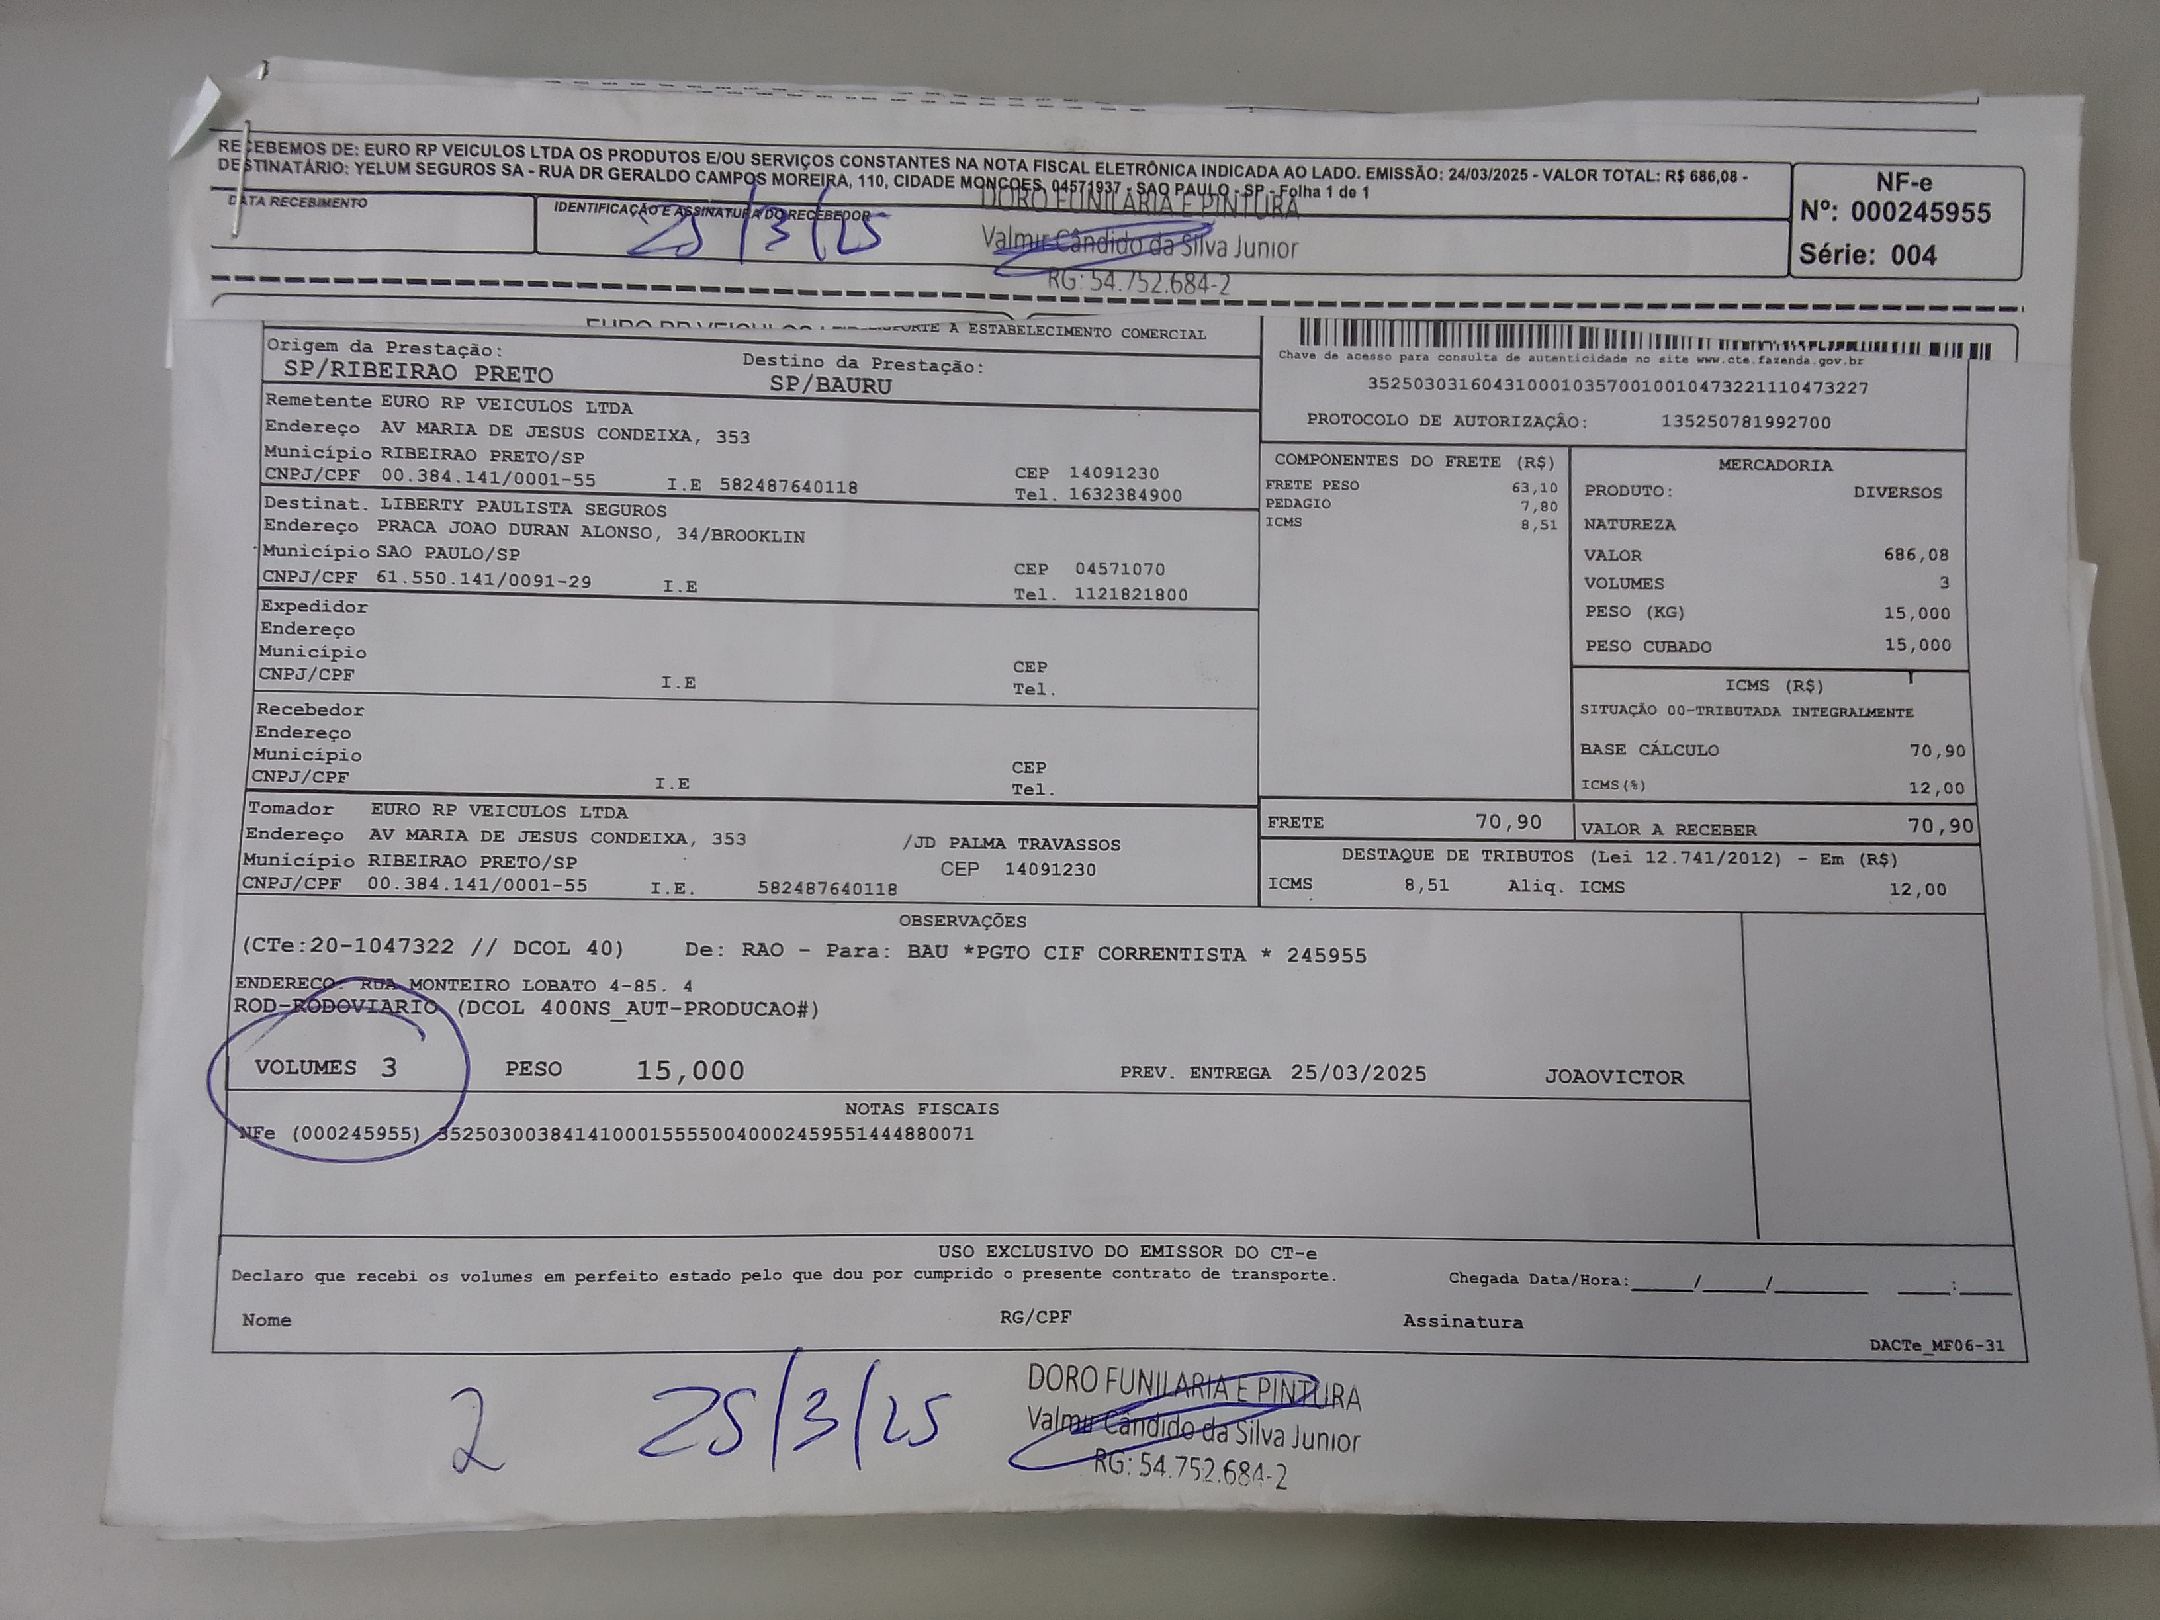 RECEBEMOS DE: EURO RP VEICULOS LTDA OS PRODUTOS E/OU SERVIÇOS CONSTANTES NA NOTA FISCAL ELETRÔNICA INDICADA AO LADO. EMISSÃO: 24/03/2025 - VALOR TOTAL: R$ 686,08 -
DESTINATÁRIO: YELUM SEGUROS SA - RUA DR GERALDO CAMPOS MOREIRA, 110, CIDADE MONCOES, 04571937 - SAO PAULO - SP - Folha 1 de 1
NF-e
Nº: 000245955
Série: 004
DATA RECEBIMENTO
IDENTIFICAÇÃO E ASSINATURA DO RECEBEDOR
25/3/25
DORO FUNILARIA E PINTURA
Valmir Cândido da Silva Junior
RG: 54.752.684-2
EURO RP VEICULOS
A ESTABELECIMENTO COMERCIAL
Origem da Prestação:
SP/RIBEIRAO PRETO
Destino da Prestação:
SP/BAURU
Chave de acesso para consulta de autenticidade no site www.cte.fazenda.gov.br
35250303160431000103570010010473221110473227
PROTOCOLO DE AUTORIZAÇÂO: 135250781992700
Remetente EURO RP VEICULOS LTDA
Endereço AV MARIA DE JESUS CONDEIXA, 353
Município RIBEIRAO PRETO/SP CEP 14091230
CNPJ/CPF 00.384.141/0001-55 I.E 582487640118 Tel. 1632384900
Destinat. LIBERTY PAULISTA SEGUROS
Endereço PRACA JOAO DURAN ALONSO, 34/BROOKLIN
Município SAO PAULO/SP CEP 04571070
CNPJ/CPF 61.550.141/0091-29 I.E Tel. 1121821800
Expedidor
Endereço
Município CEP
CNPJ/CPF I.E Tel.
Recebedor
Endereço
Município CEP
CNPJ/CPF I.E Tel.
Tomador EURO RP VEICULOS LTDA
Endereço AV MARIA DE JESUS CONDEIXA, 353 /JD PALMA TRAVASSOS
Município RIBEIRAO PRETO/SP CEP 14091230
CNPJ/CPF 00.384.141/0001-55 I.E. 582487640118
COMPONENTES DO FRETE (R$)
FRETE PESO 63,10
PEDAGIO 7,80
ICMS 8,51
MERCADORIA
PRODUTO: DIVERSOS
NATUREZA
VALOR 686,08
VOLUMES 3
PESO (KG) 15,000
PESO CUBADO 15,000
ICMS (R$)
SITUAÇÃO 00-TRIBUTADA INTEGRALMENTE
BASE CÁLCULO 70,90
ICMS(%) 12,00
FRETE 70,90 VALOR A RECEBER 70,90
DESTAQUE DE TRIBUTOS (Lei 12.741/2012) - Em (R$)
ICMS 8,51 Aliq. ICMS 12,00
OBSERVAÇÕES
(CTe:20-1047322 // DCOL 40) De: RAO - Para: BAU *PGTO CIF CORRENTISTA * 245955
ENDERECO: RUA MONTEIRO LOBATO 4-85. 4
ROD-RODOVIARIO (DCOL 400NS_AUT-PRODUCAO#)
VOLUMES 3 PESO 15,000 PREV. ENTREGA 25/03/2025 JOAOVICTOR
NOTAS FISCAIS
NFe (000245955) 35250300384141000155550040002459551444880071
USO EXCLUSIVO DO EMISSOR DO CT-e
Declaro que recebi os volumes em perfeito estado pelo que dou por cumprido o presente contrato de transporte. Chegada Data/Hora:____/____/______ ____:____
Nome RG/CPF Assinatura
DACTe_MF06-31
2 25/3/25
DORO FUNILARIA E PINTURA
Valmir Cândido da Silva Junior
RG: 54.752.684-2